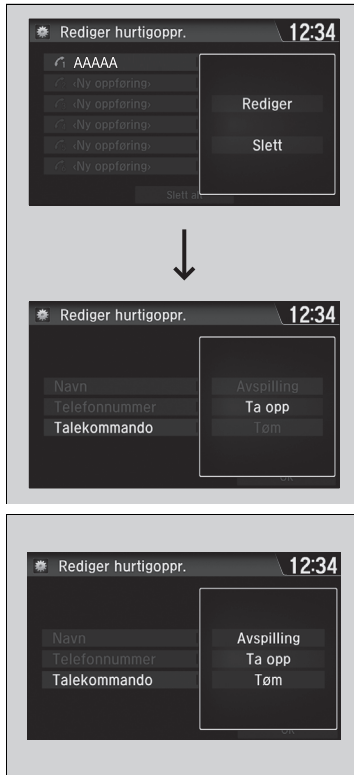 Rediger hurtigoppr. 12:34
AAAAA
‹Ny oppføring›
‹Ny oppføring›
‹Ny oppføring›
‹Ny oppføring›
‹Ny oppføring›
Rediger
Slett
Slett alt
Rediger hurtigoppr. 12:34
Navn Avspilling
Telefonnummer Ta opp
Talekommando Tøm
OK
Rediger hurtigoppr. 12:34
Navn Avspilling
Telefonnummer Ta opp
Talekommando Tøm
OK